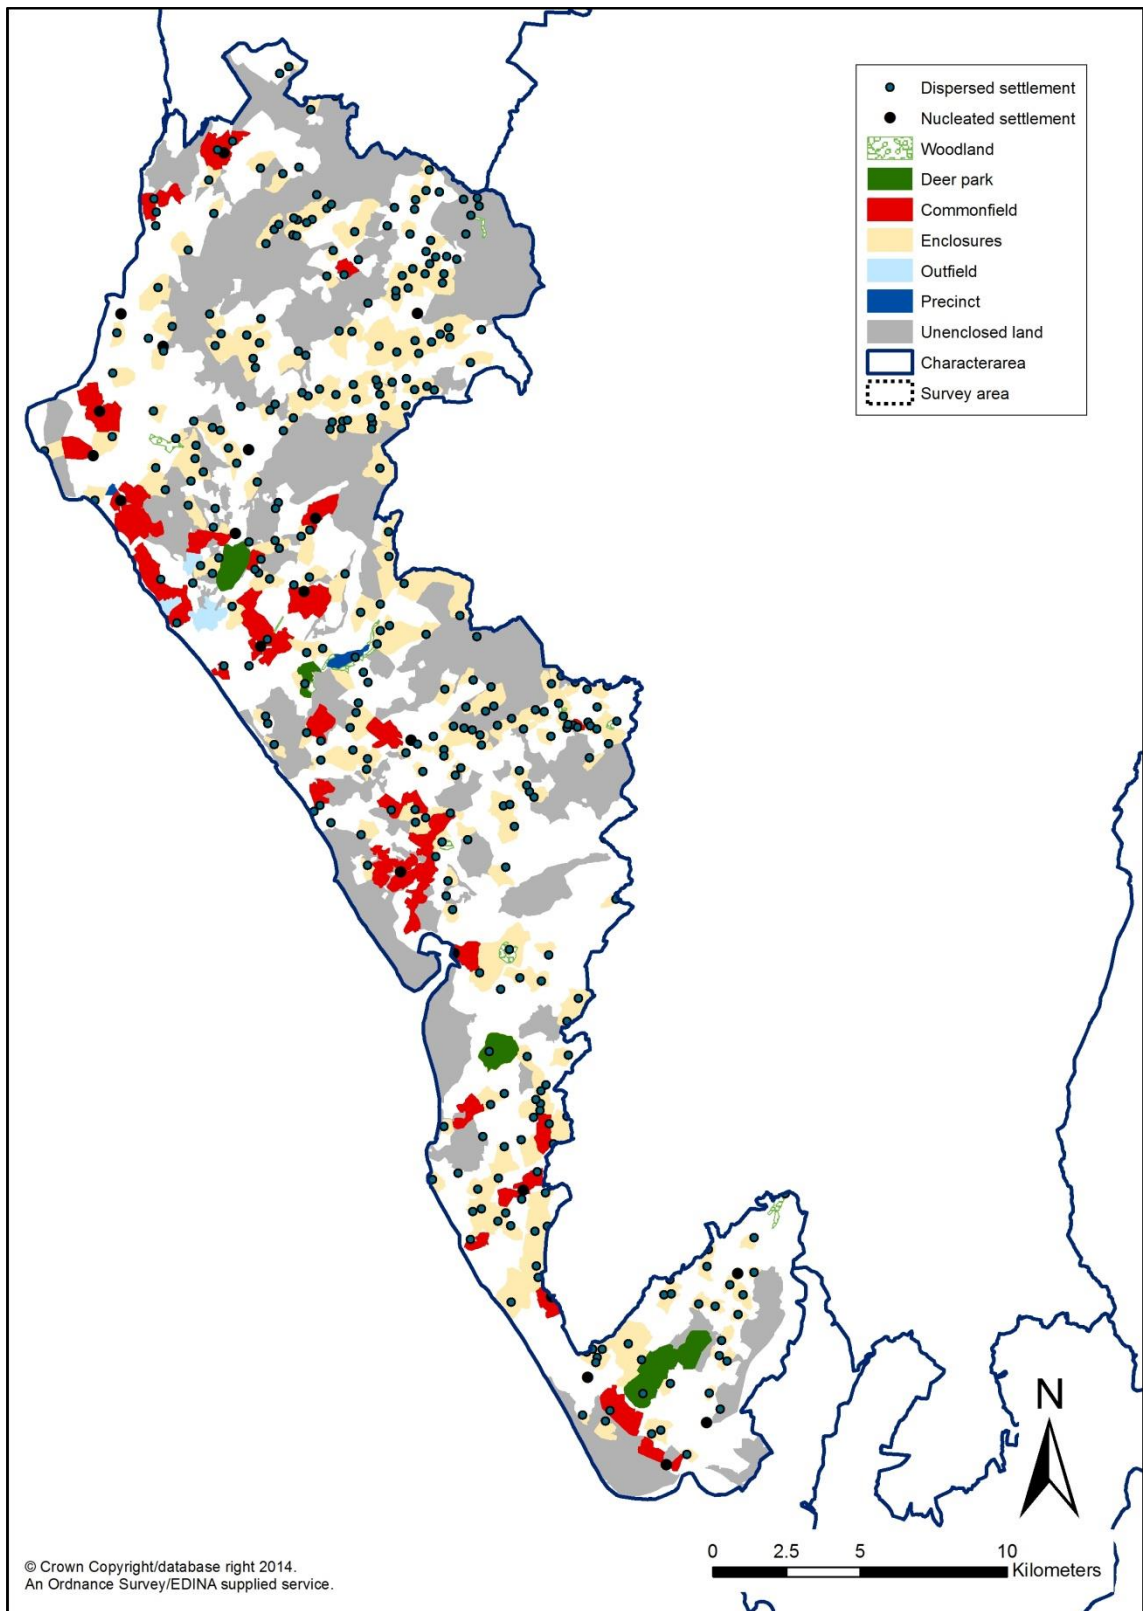 Dispersed settlement
Nucleated settlement
Woodland
Deer park
Commonfield
Enclosures
Outfield
Precinct
Unenclosed land
Characterarea
Survey area
N
0 2.5 5 10
Kilometers
© Crown Copyright/database right 2014.
An Ordnance Survey/EDINA supplied service.